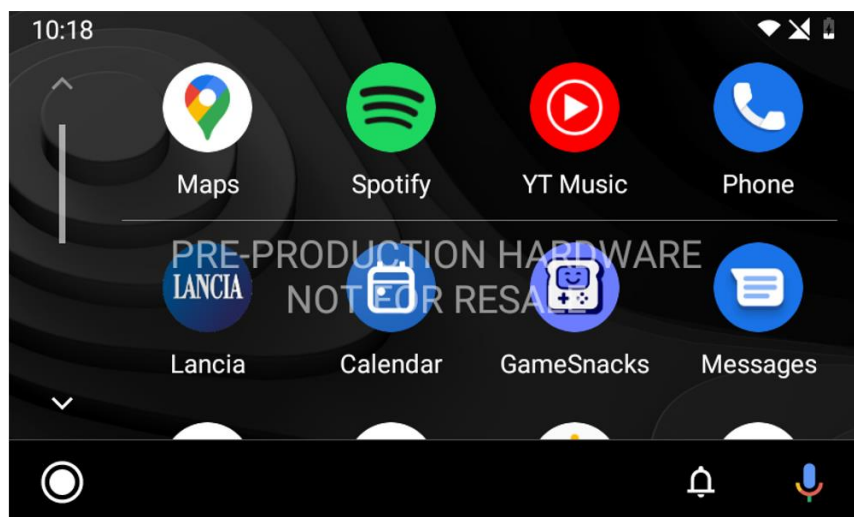 10:18
Maps
Spotify
YT Music
Phone
PRE-PRODUCTION HARDWARE
NOT FOR RESALE
LANCIA
Lancia
Calendar
GameSnacks
Messages